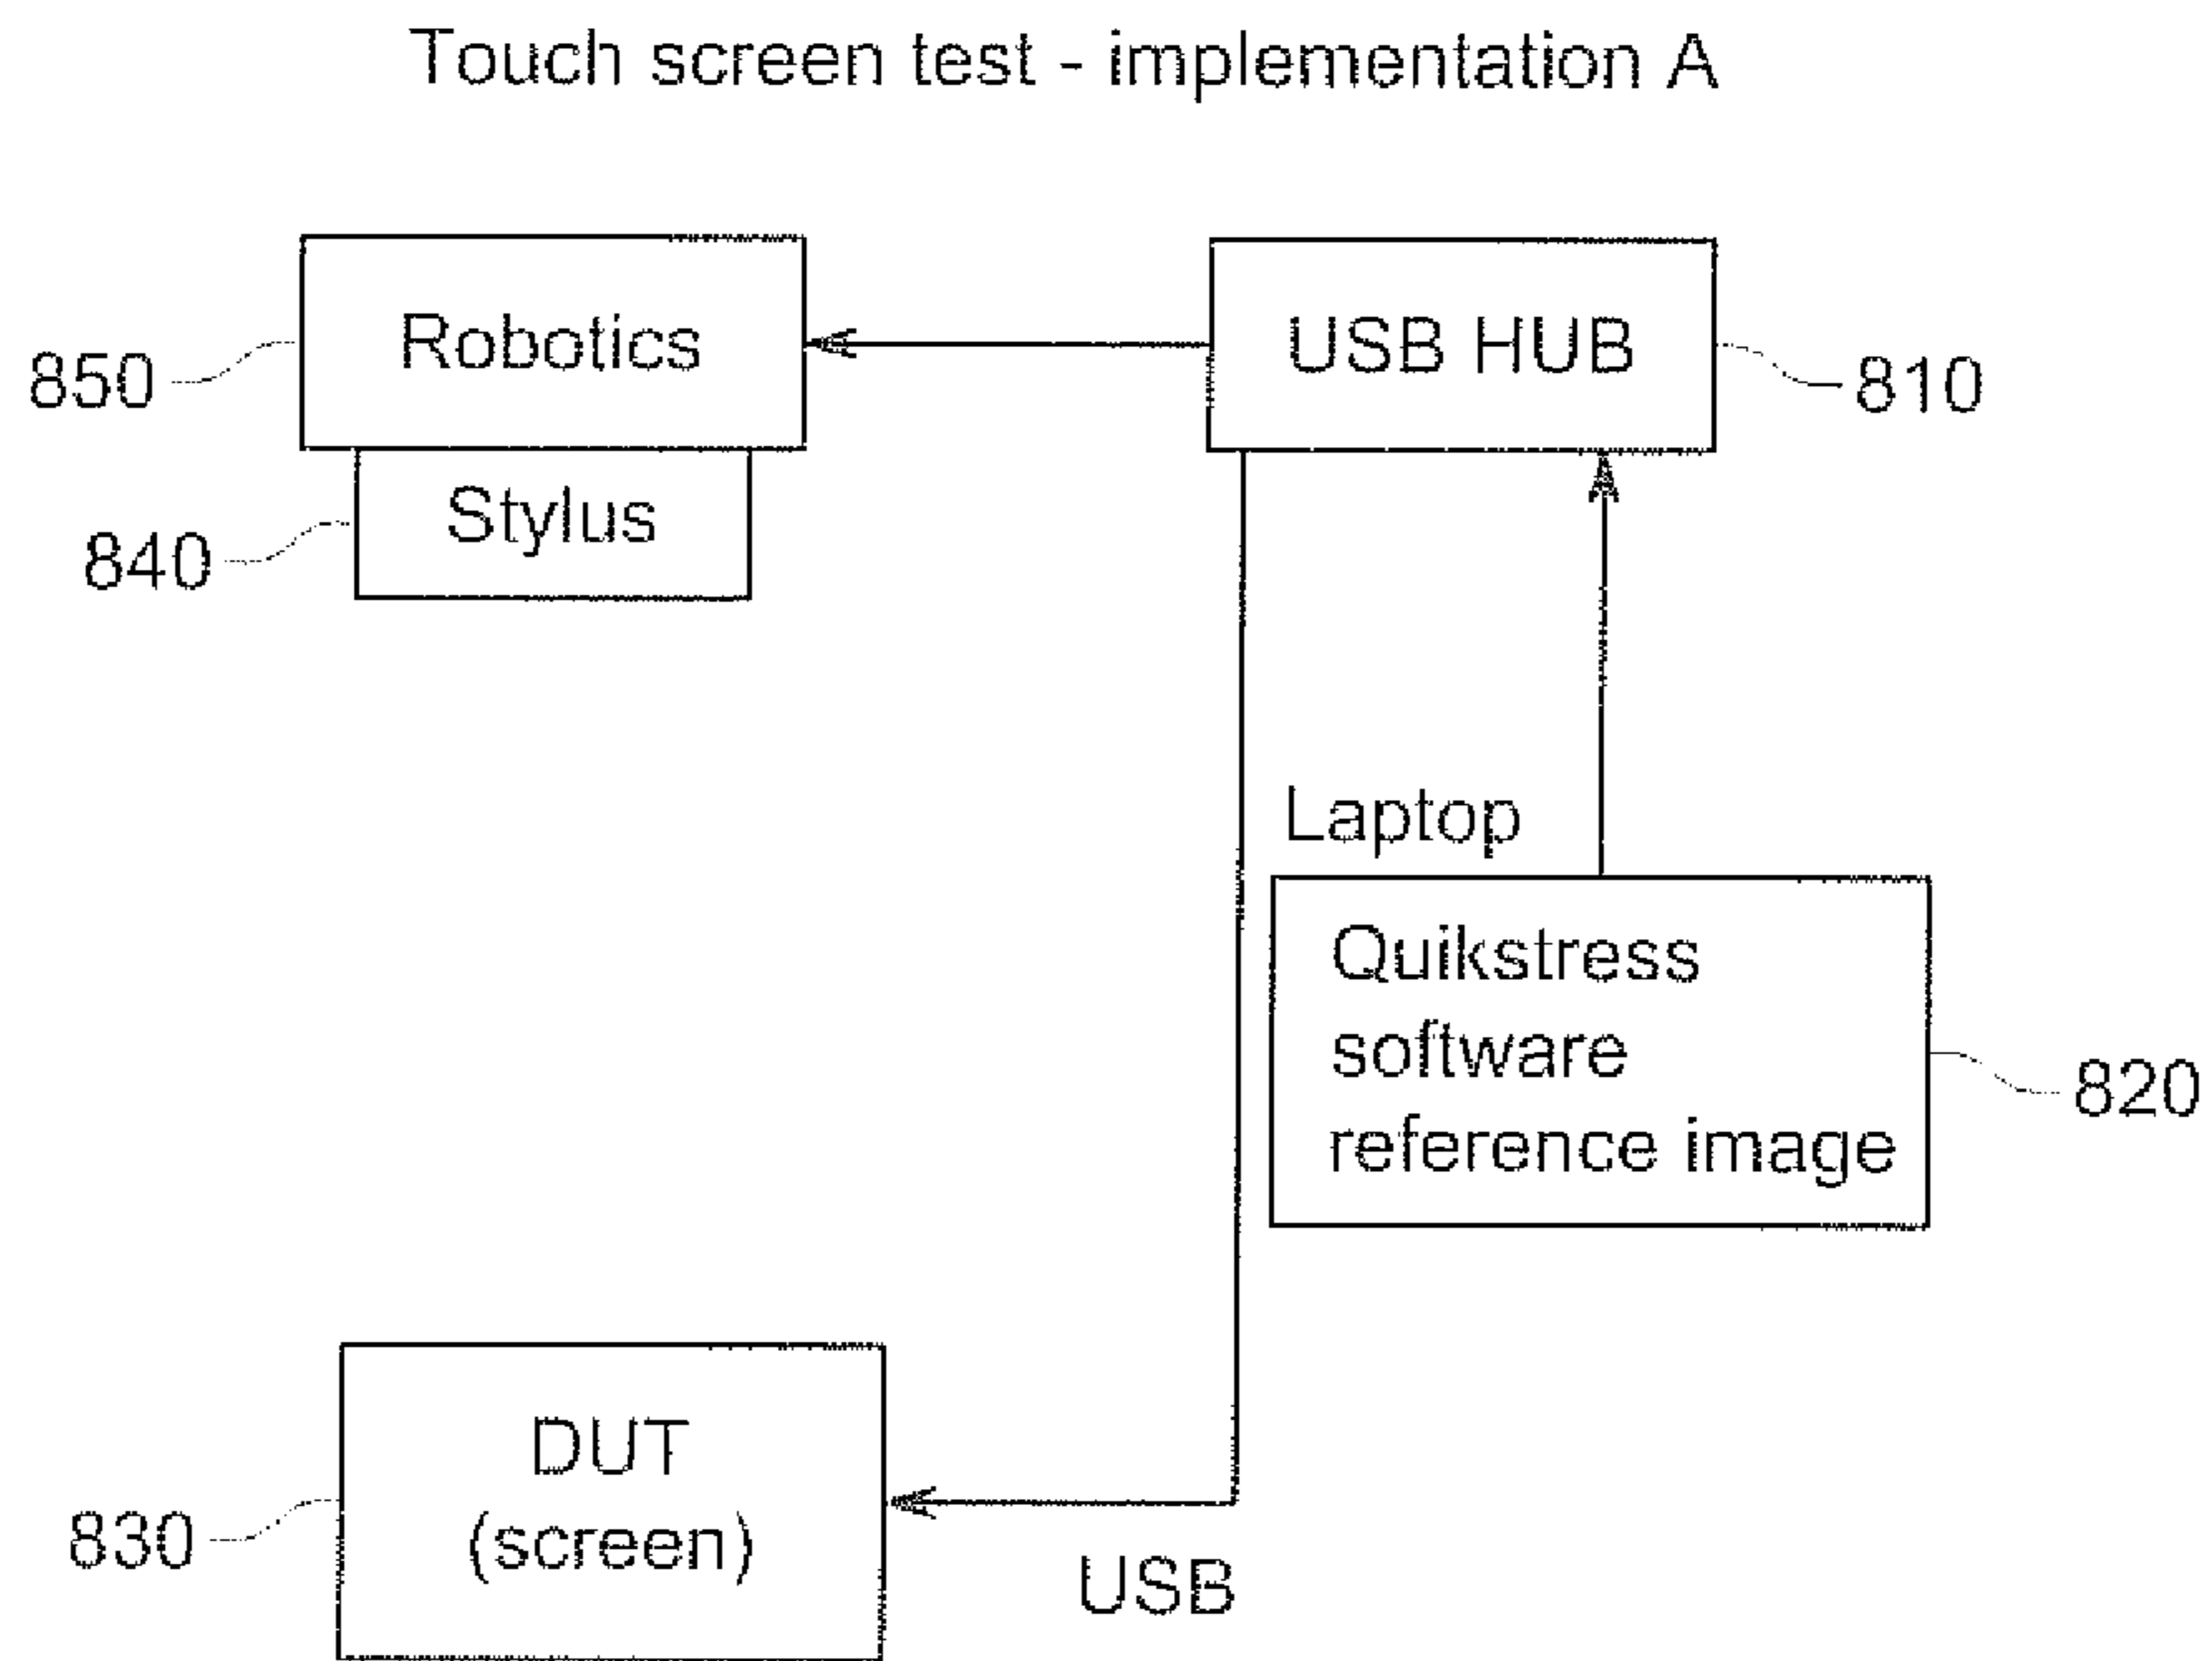 Touch screen test - implementation A
Robotics
USB HUB
850
810
Stylus
840
Laptop
Quikstress
software
reference image
820
DUT
(screen)
830
USB